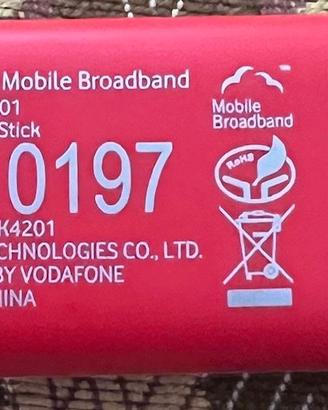 Mobile Broadband
01
Stick
0197
K4201
CHNOLOGIES CO., LTD.
BY VODAFONE
HINA
Mobile
Broadband
RoHS